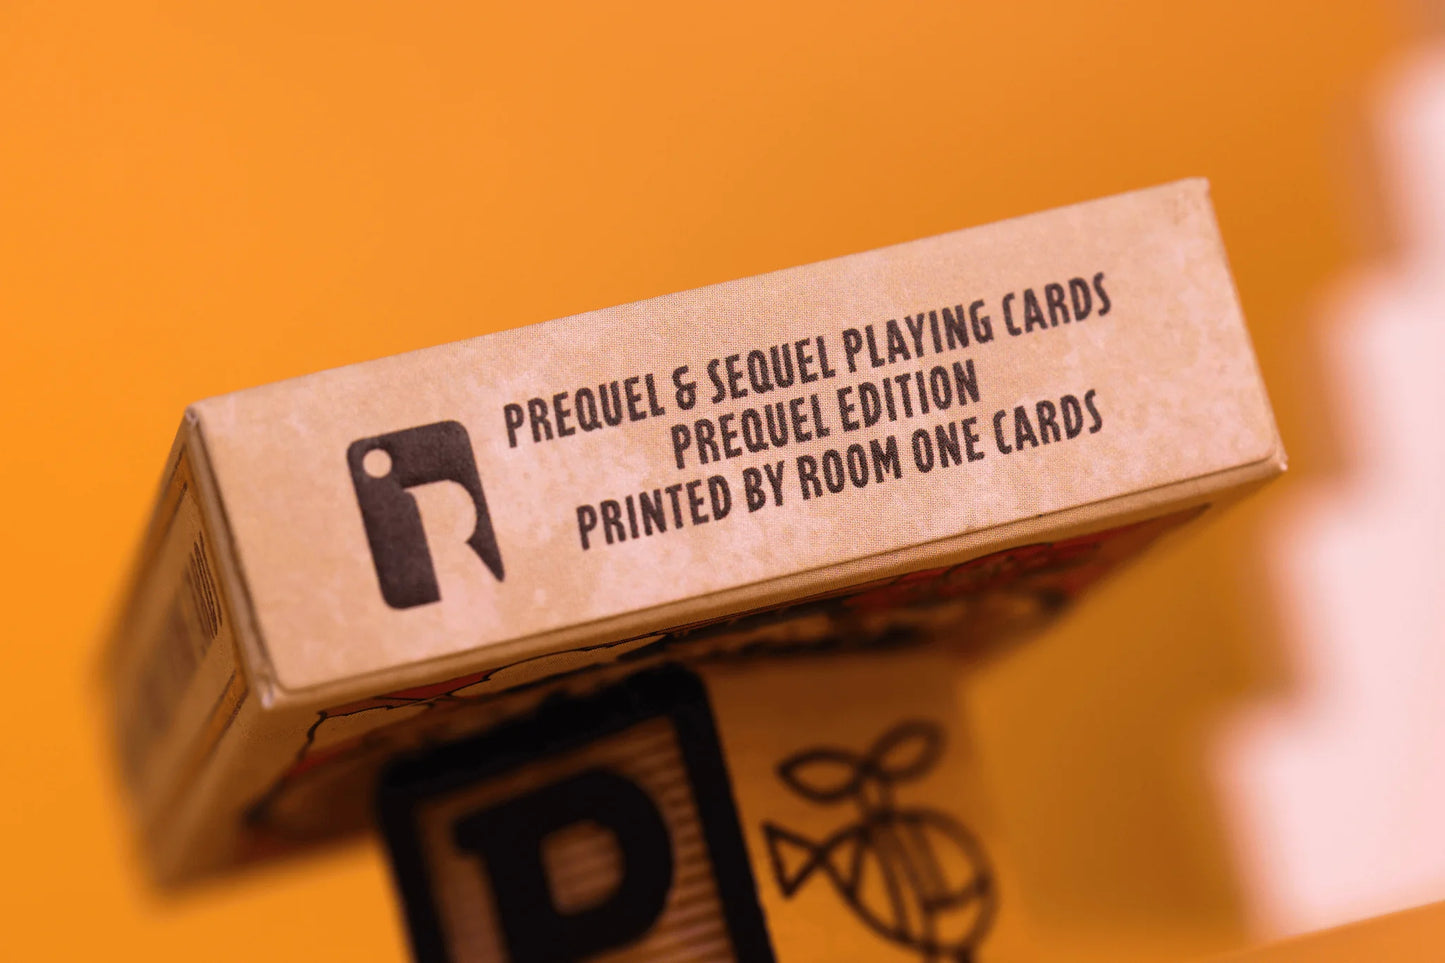 PREQUEL & SEQUEL PLAYING CARDS
PREQUEL EDITION
PRINTED BY ROOM ONE CARDS